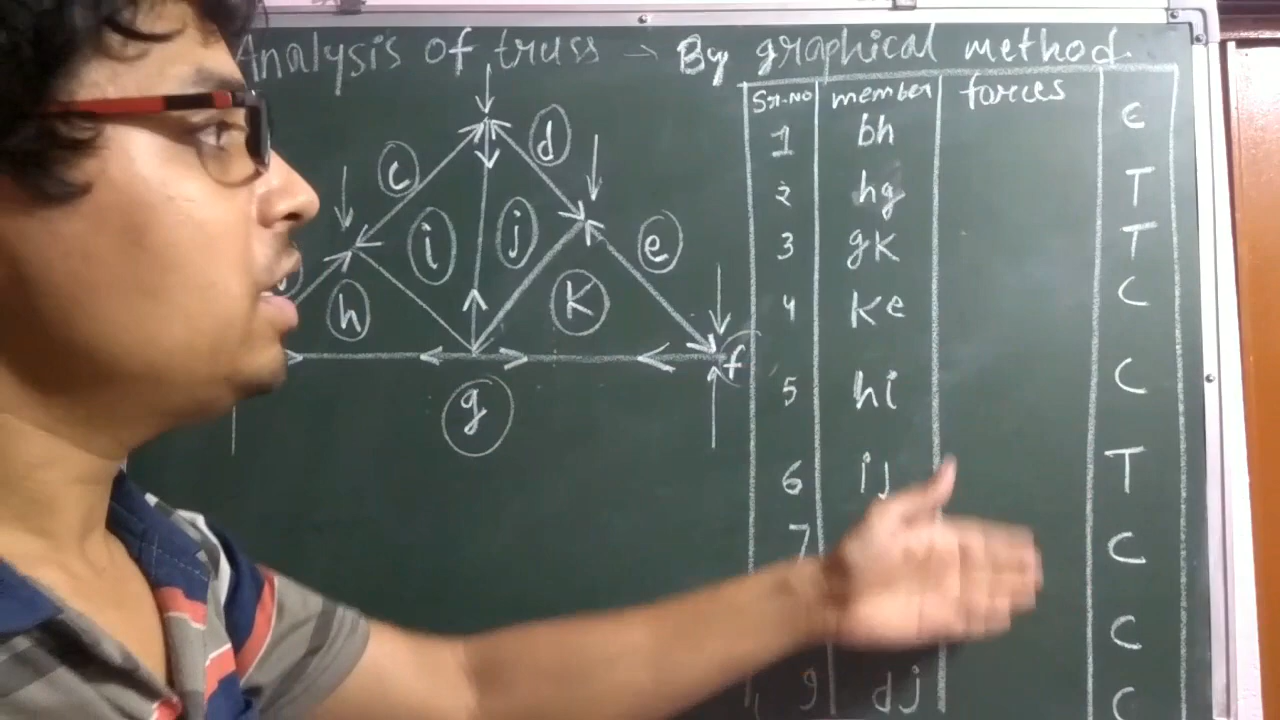 Analysis of truss → By graphical method
Sr.No member forces
1 bh C
2 hg T
3 gK T
4 Ke C
5 hi C
6 ij T
7 C
C
9 dj C
c
d
i
j
e
h
K
f
g